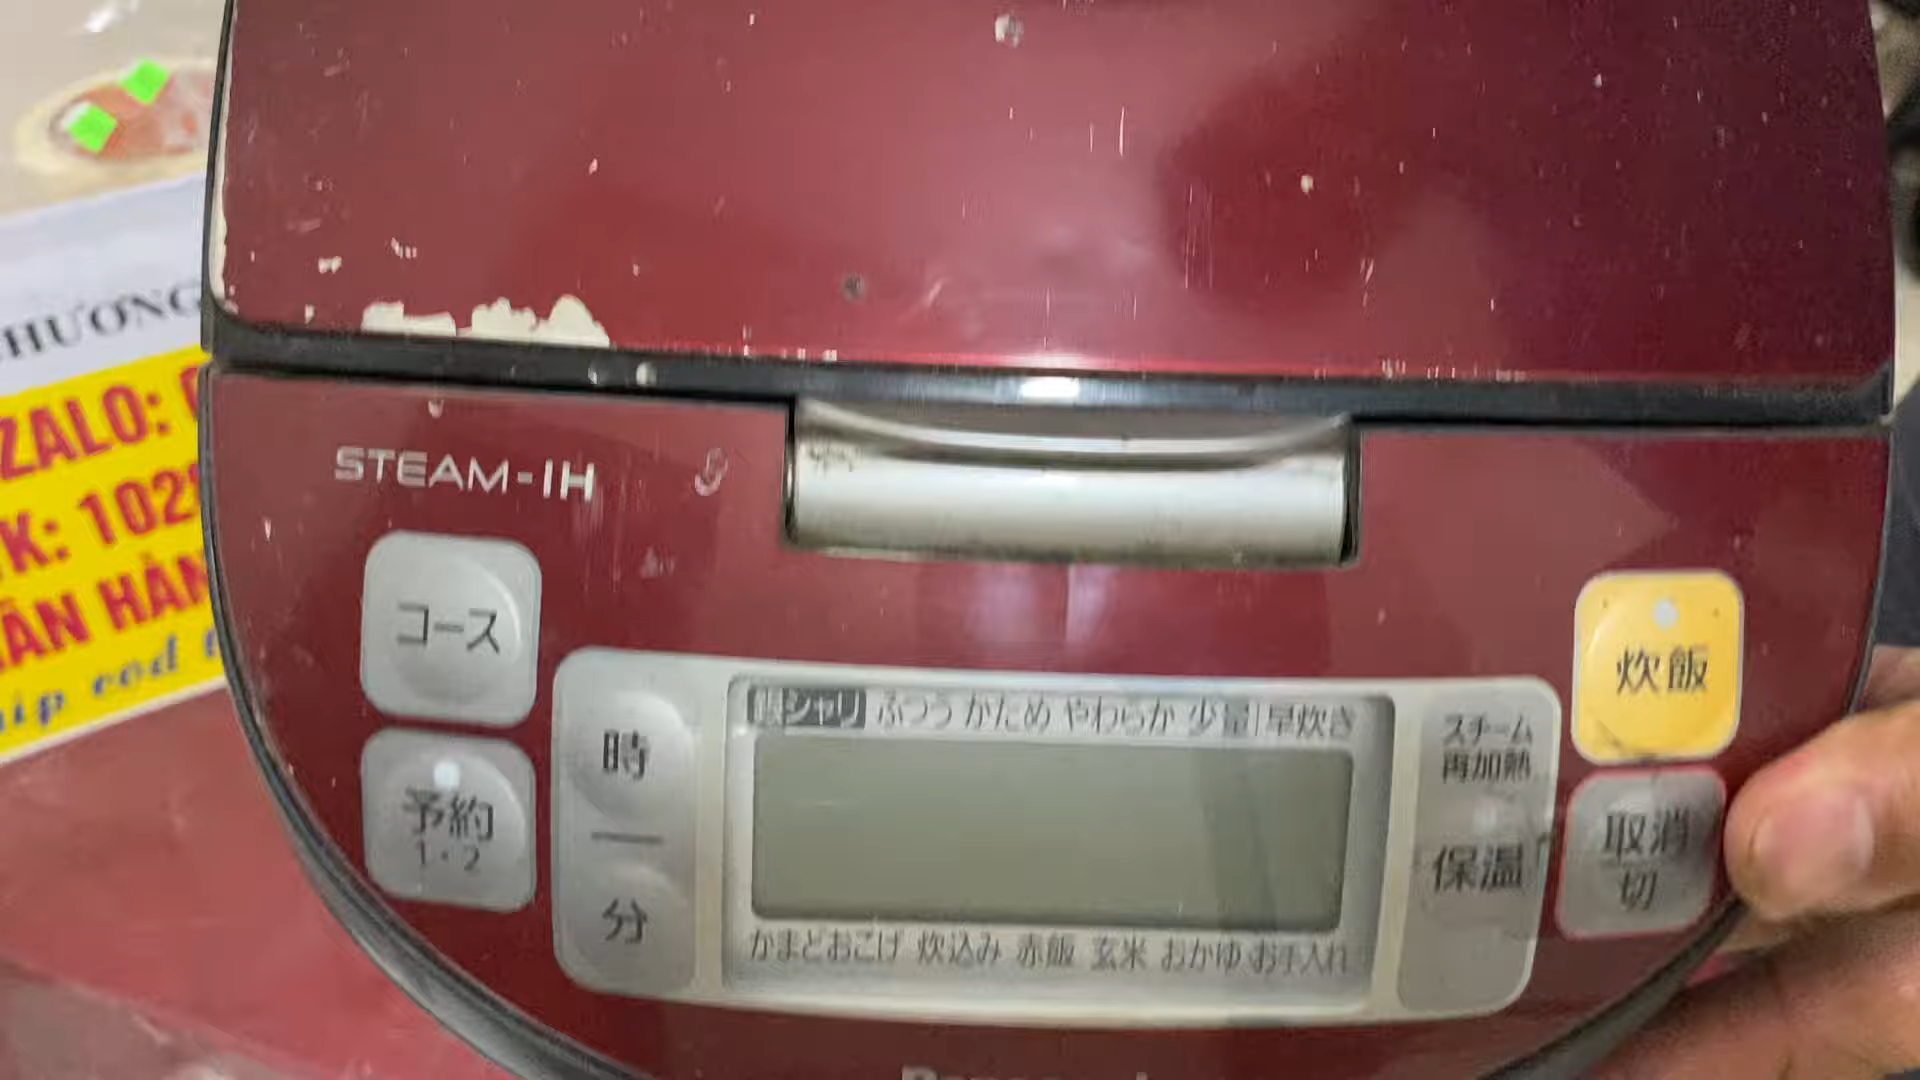 ZALO:
K: 102
STEAM-IH
コース
予約
1・2
時
分
銀シャリ ふつう かため やわらか 少量 早炊き
かまどおこげ 炊込み 赤飯 玄米 おかゆ お手入れ
スチーム
再加熱
保温
炊飯
取消
切